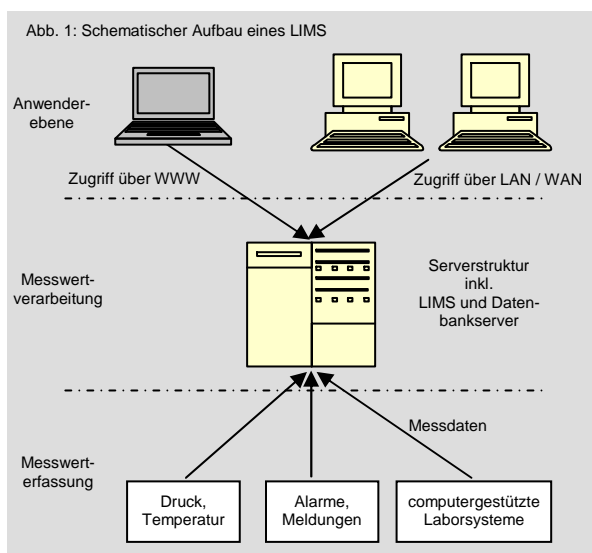 Abb. 1: Schematischer Aufbau eines LIMS
Anwender-
ebene
Zugriff über WWW
Zugriff über LAN / WAN
Messwert-
verarbeitung
Serverstruktur
inkl.
LIMS und Daten-
bankserver
Messdaten
Messwert-
erfassung
Druck,
Temperatur
Alarme,
Meldungen
computergestützte
Laborsysteme